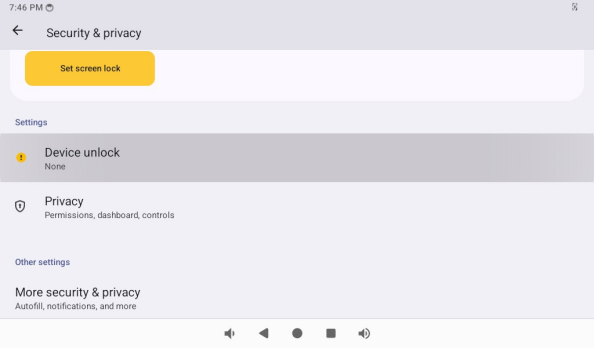 7:46 PM
Security & privacy
Set screen lock
Settings
Device unlock
None
Privacy
Permissions, dashboard, controls
Other settings
More security & privacy
Autofill, notifications, and more